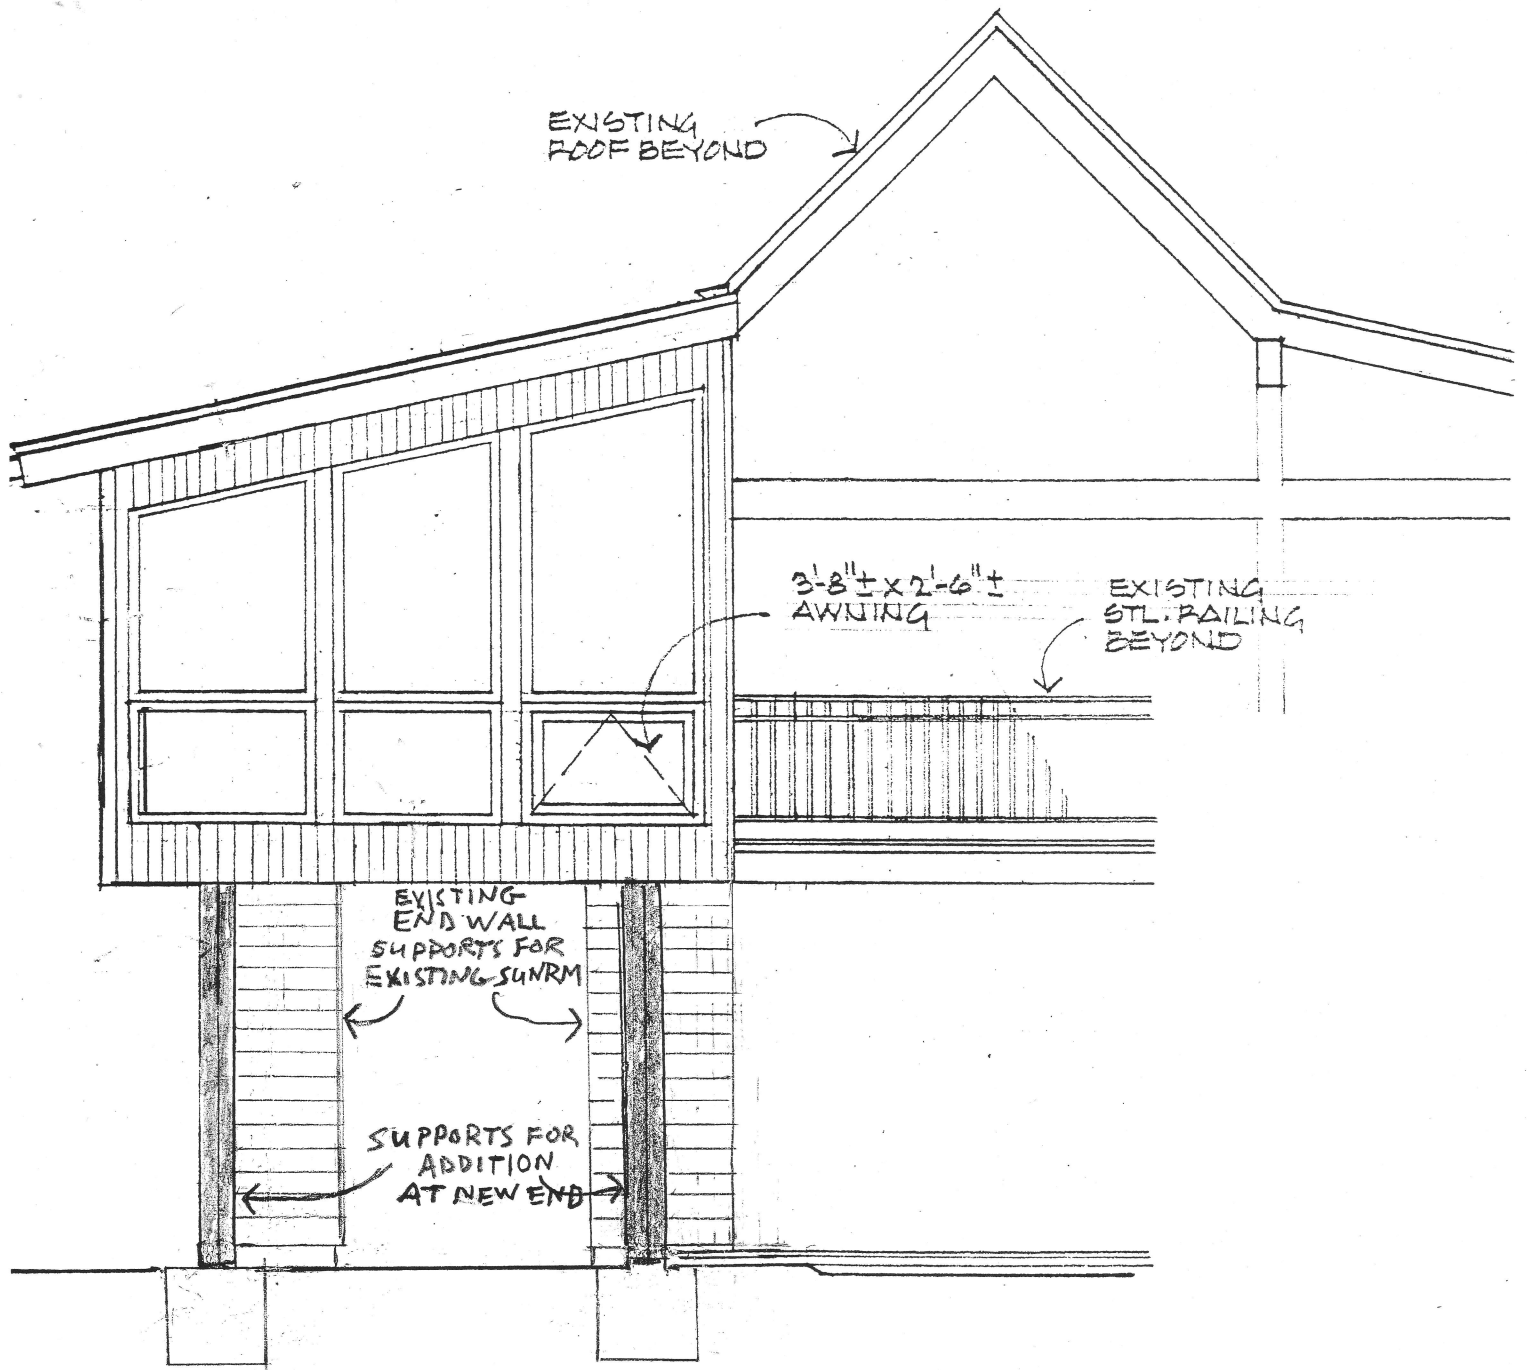 EXISTING
ROOF BEYOND
3'-8"± x 2'-6"±
AWNING
EXISTING
STL. RAILING
BEYOND
EXISTING
END WALL
SUPPORTS FOR
EXISTING SUNRM
SUPPORTS FOR
ADDITION
AT NEW END